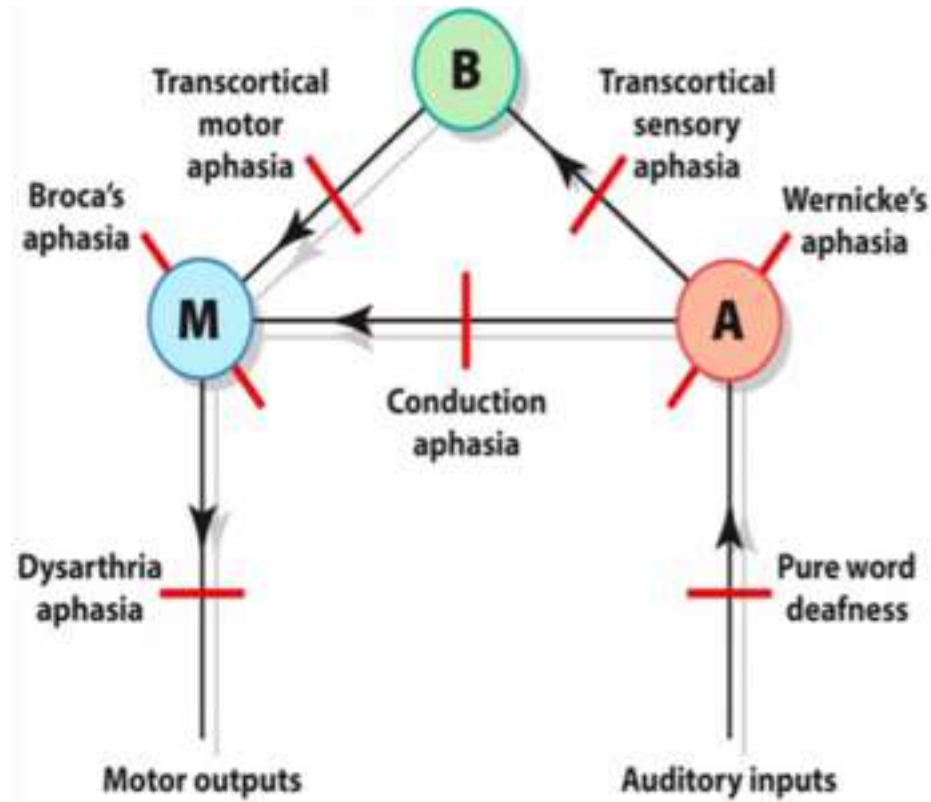 B
Transcortical
motor
aphasia
Transcortical
sensory
aphasia
Broca's
aphasia
Wernicke's
aphasia
M
A
Conduction
aphasia
Dysarthria
aphasia
Pure word
deafness
Motor outputs
Auditory inputs